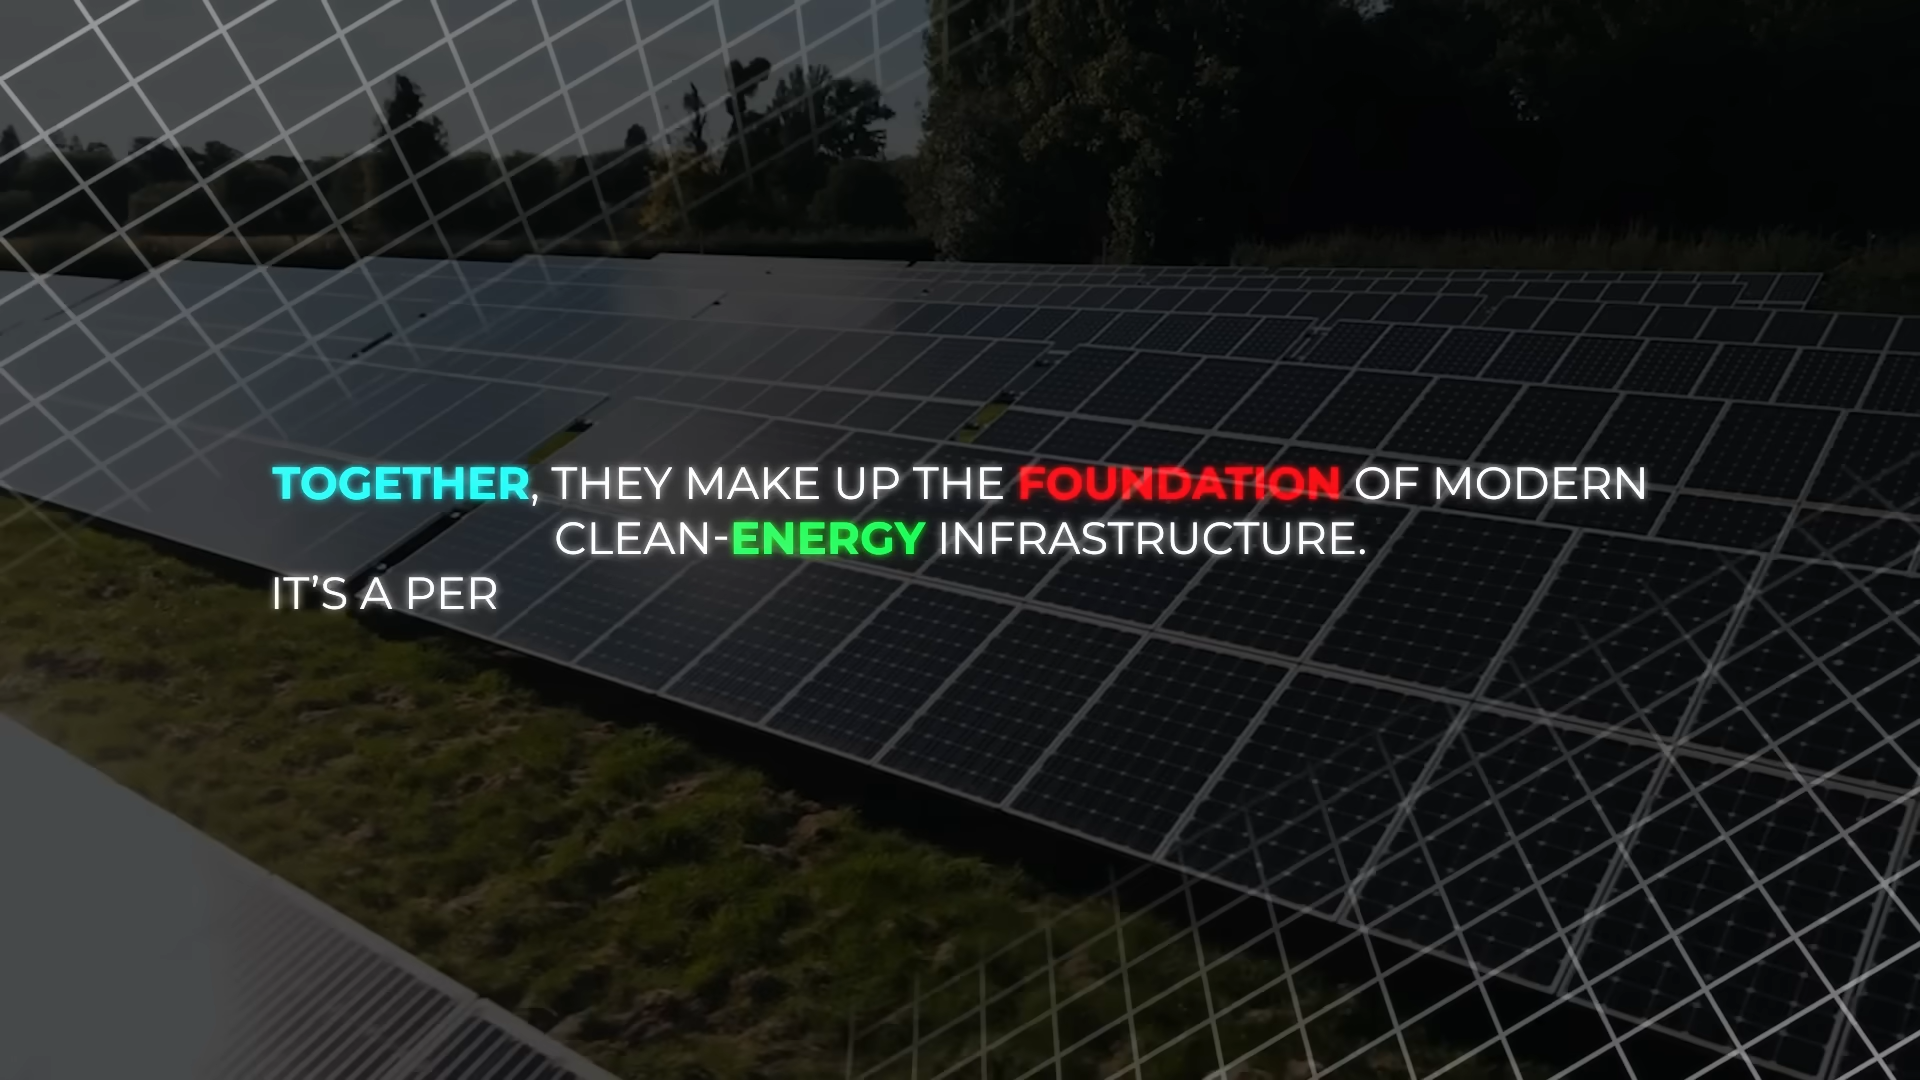 TOGETHER, THEY MAKE UP THE FOUNDATION OF MODERN
CLEAN-ENERGY INFRASTRUCTURE.
IT’S A PER